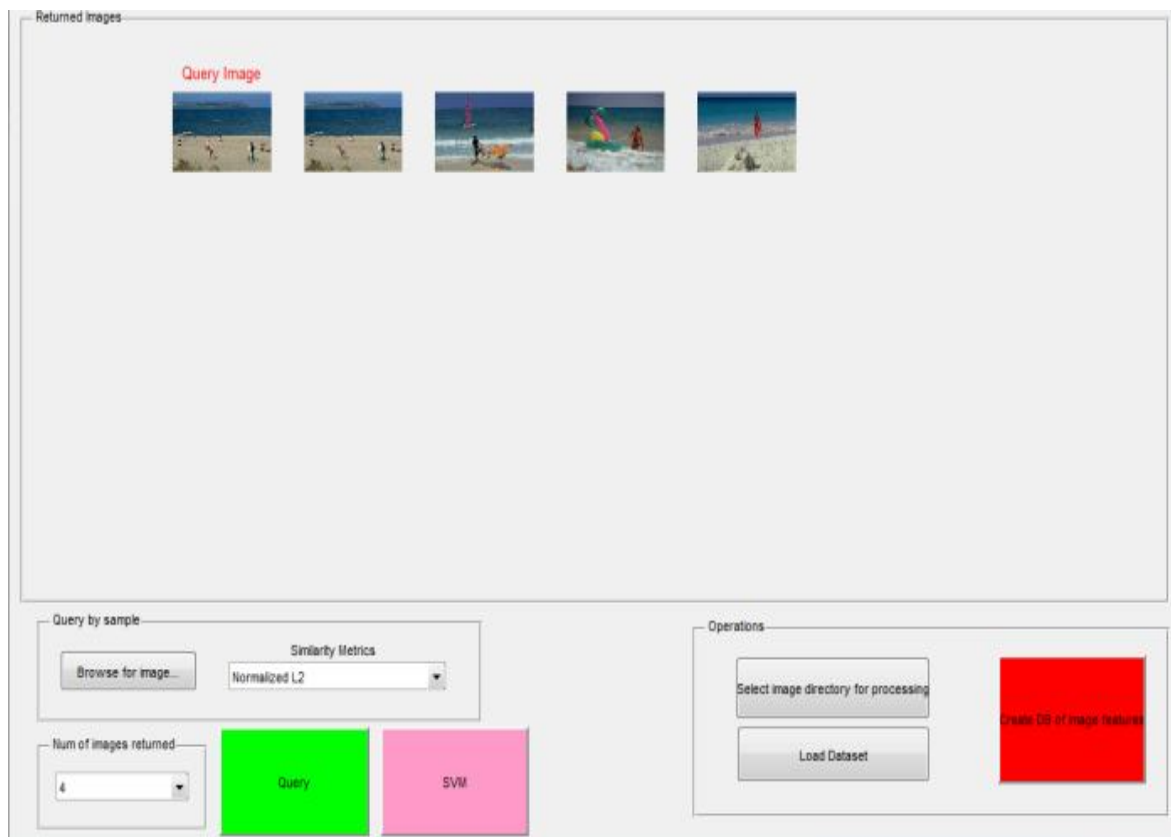 Returned Images
Query Image
Query by sample
Browse for image...
Similarity Metrics
Normalized L2
Num of images returned
4
Query
SVM
Operations
Select image directory for processing
Load Dataset
Create DB of image features